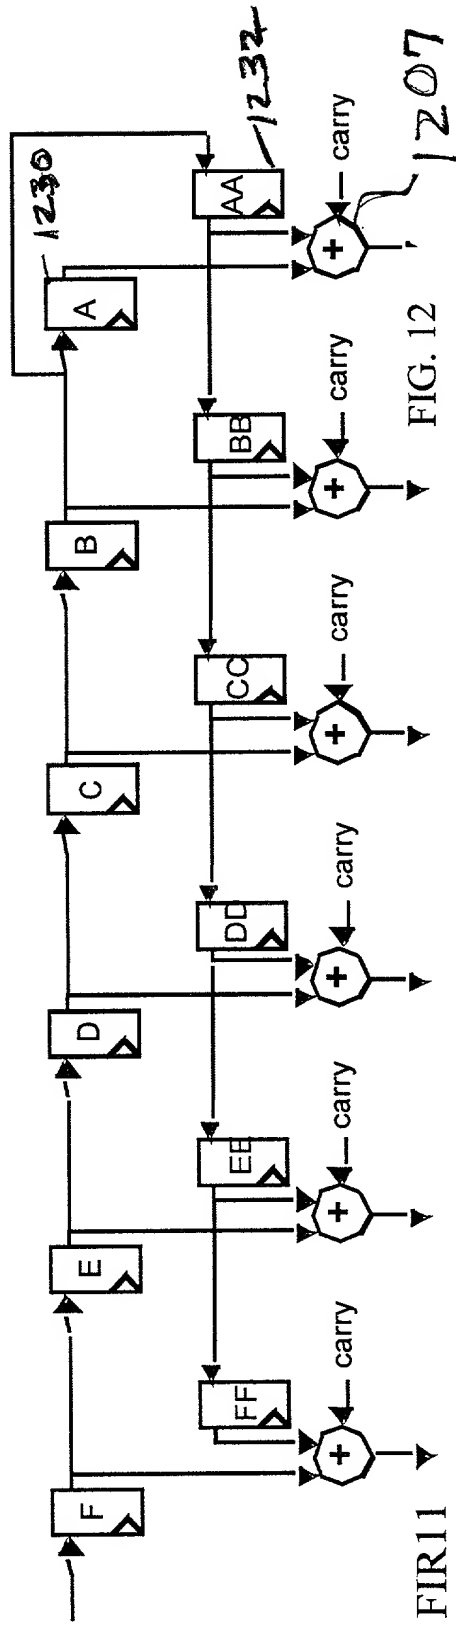 1230
1232
F
E
D
C
B
A
FF
EE
DD
CC
BB
AA
+
+
+
+
+
+
carry
carry
carry
carry
carry
carry
1207
FIR11
FIG. 12